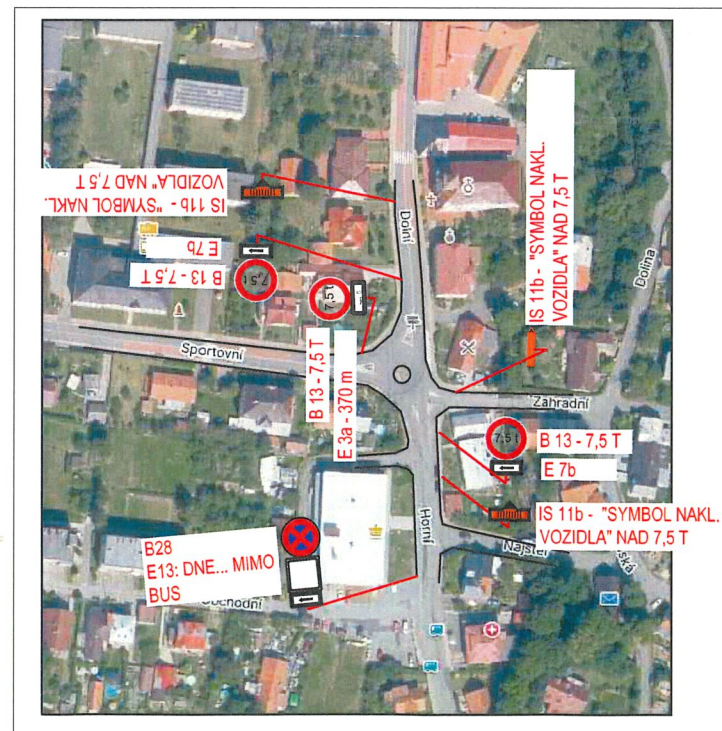 IS 11b - "SYMBOL NAKL.
VOZIDLA" NAD 7,5 T
E 7b
B 13 - 7,5 T
7,5 t
7,5 t
B 13 - 7,5 T
E 3a - 370 m
Dolní
IS 11b - "SYMBOL NAKL.
VOZIDLA" NAD 7,5 T
Dolina
Sportovní
Zahradní
7,5 t
B 13 - 7,5 T
E 7b
IS 11b - "SYMBOL NAKL.
VOZIDLA" NAD 7,5 T
Horní
B28
E13: DNE... MIMO
BUS